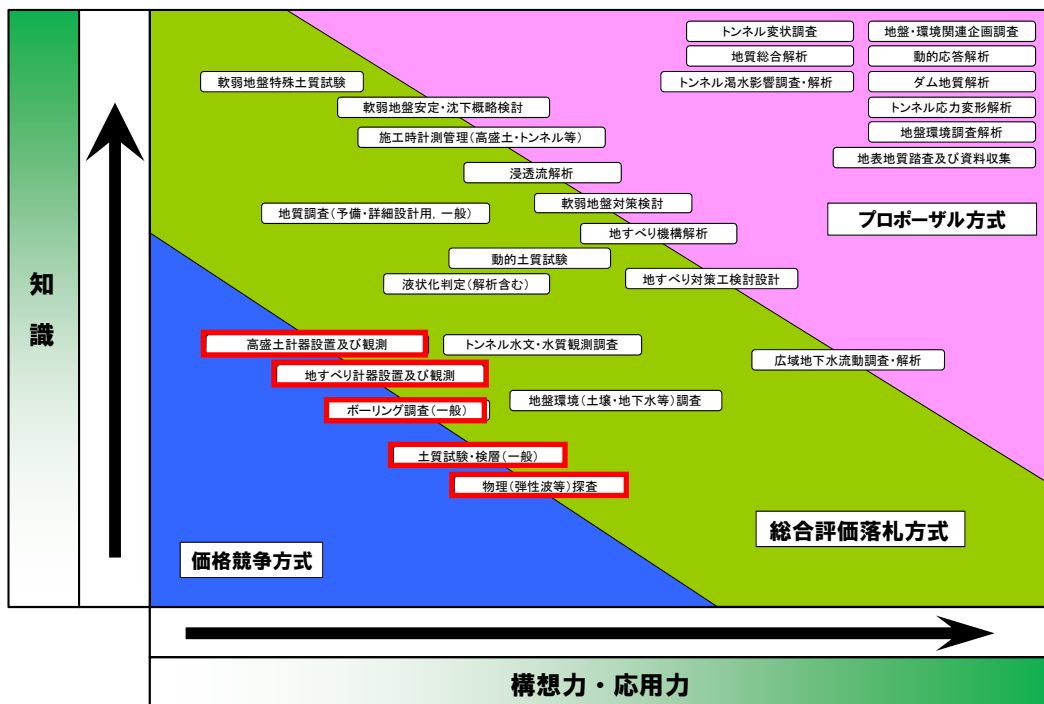 知
識
トンネル変状調査
地盤・環境関連企画調査
地質総合解析
動的応答解析
軟弱地盤特殊土質試験
トンネル渇水影響調査・解析
ダム地質解析
軟弱地盤安定・沈下概略検討
トンネル応力変形解析
施工時計測管理(高盛土・トンネル等)
地盤環境調査解析
地表地質踏査及び資料収集
浸透流解析
軟弱地盤対策検討
地質調査(予備・詳細設計用, 一般)
プロポーザル方式
地すべり機構解析
動的土質試験
地すべり対策工検討設計
液状化判定(解析含む)
高盛土計器設置及び観測
トンネル水文・水質観測調査
広域地下水流動調査・解析
地すべり計器設置及び観測
地盤環境(土壌・地下水等)調査
ボーリング調査(一般)
土質試験・検層(一般)
物理(弾性波等)探査
総合評価落札方式
価格競争方式
構想力・応用力